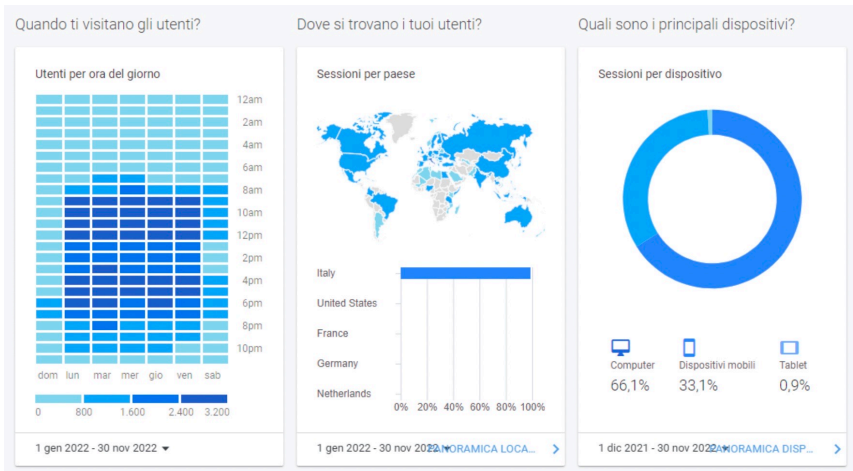 Quando ti visitano gli utenti?
Dove si trovano i tuoi utenti?
Quali sono i principali dispositivi?
Utenti per ora del giorno
12am
2am
4am
6am
8am
10am
12pm
2pm
4pm
6pm
8pm
10pm
dom lun mar mer gio ven sab
0 800 1.600 2.400 3.200
1 gen 2022 - 30 nov 2022
Sessioni per paese
Italy
United States
France
Germany
Netherlands
0% 20% 40% 60% 80% 100%
1 gen 2022 - 30 nov 2022 PANORAMICA LOCA...
Sessioni per dispositivo
Computer Dispositivi mobili Tablet
66,1% 33,1% 0,9%
1 dic 2021 - 30 nov 2022 PANORAMICA DISP...